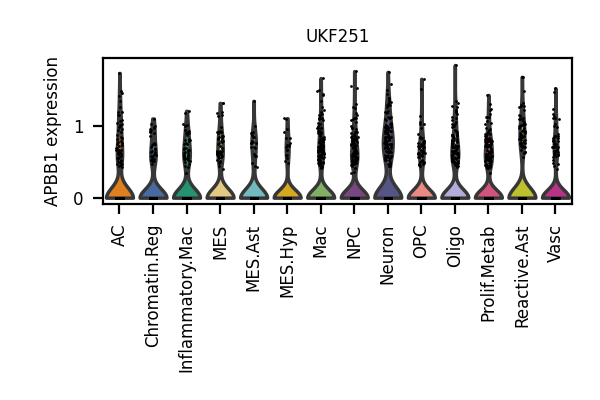 UKF251
APBB1 expression
1
0
AC
Chromatin.Reg
Inflammatory.Mac
MES
MES.Ast
MES.Hyp
Mac
NPC
Neuron
OPC
Oligo
Prolif.Metab
Reactive.Ast
Vasc